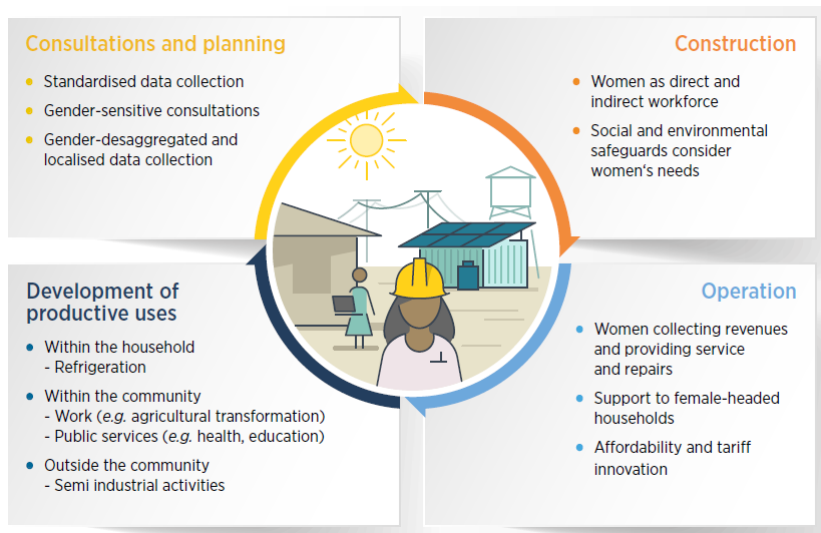 Consultations and planning
• Standardised data collection
• Gender-sensitive consultations
• Gender-desaggregated and
localised data collection
Construction
• Women as direct and
indirect workforce
• Social and environmental
safeguards consider
women's needs
Development of
productive uses
• Within the household
- Refrigeration
• Within the community
- Work (e.g. agricultural transformation)
- Public services (e.g. health, education)
• Outside the community
- Semi industrial activities
Operation
• Women collecting revenues
and providing service
and repairs
• Support to female-headed
households
• Affordability and tariff
innovation